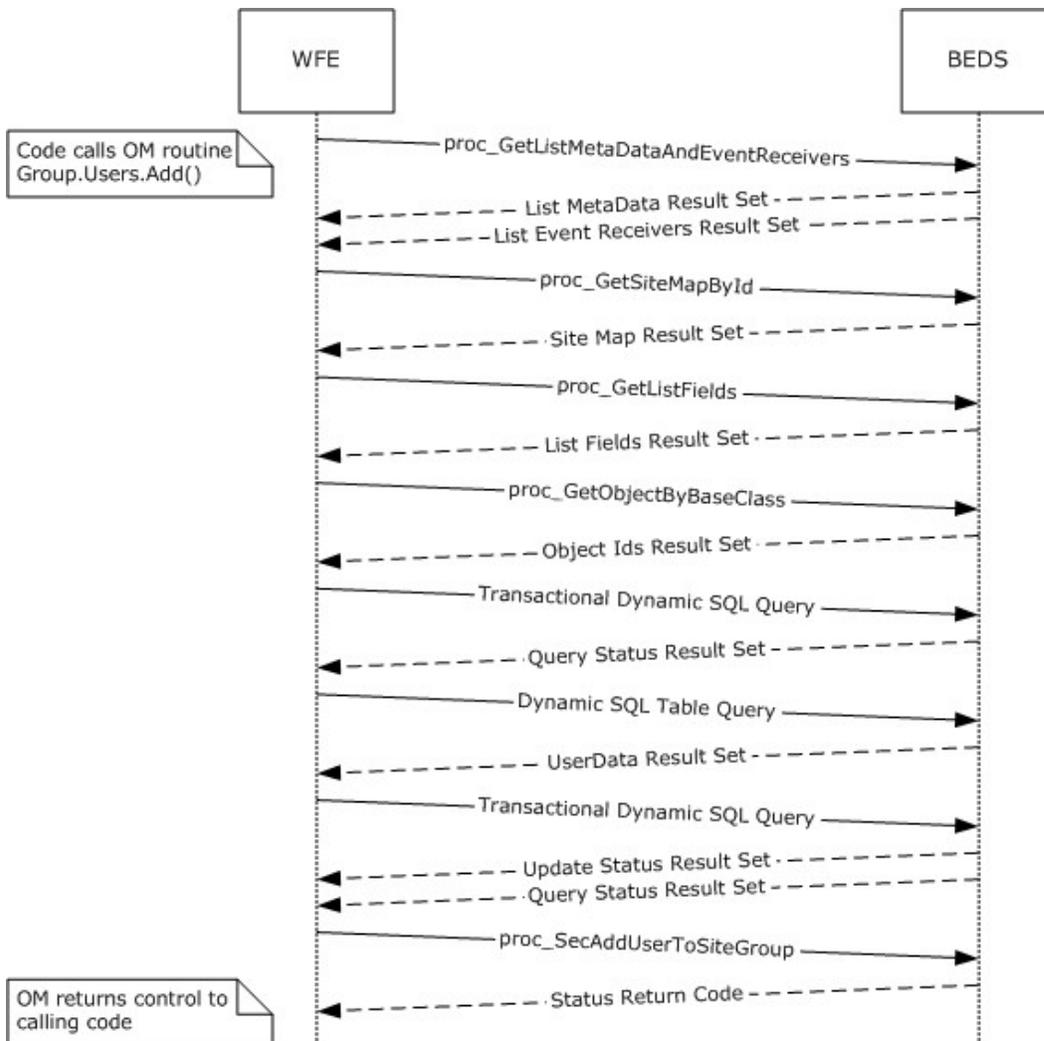 WFE
BEDS
Code calls OM routine
Group.Users.Add()
proc_GetListMetaDataAndEventReceivers
List MetaData Result Set
List Event Receivers Result Set
proc_GetSiteMapById
Site Map Result Set
proc_GetListFields
List Fields Result Set
proc_GetObjectByBaseClass
Object Ids Result Set
Transactional Dynamic SQL Query
Query Status Result Set
Dynamic SQL Table Query
UserData Result Set
Transactional Dynamic SQL Query
Update Status Result Set
Query Status Result Set
proc_SecAddUserToSiteGroup
Status Return Code
OM returns control to
calling code